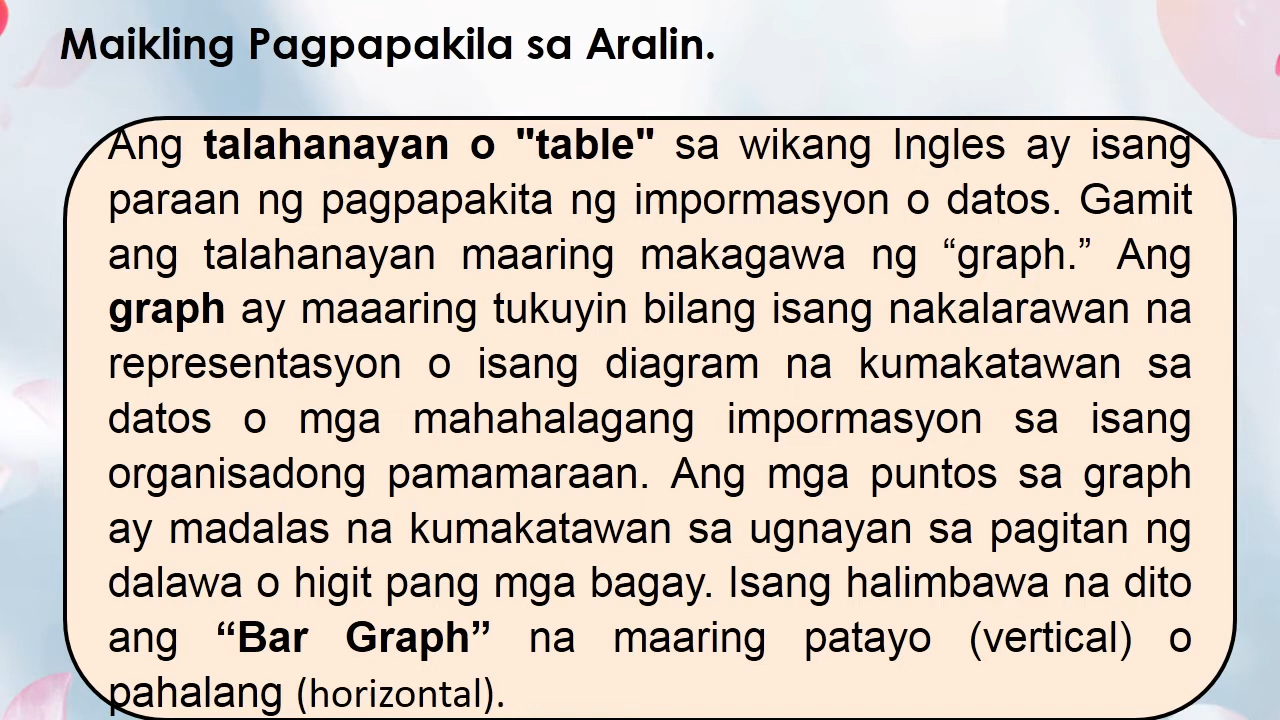 Maikling Pagpapakila sa Aralin.
Ang talahanayan o "table" sa wikang Ingles ay isang
paraan ng pagpapakita ng impormasyon o datos. Gamit
ang talahanayan maaring makagawa ng “graph.” Ang
graph ay maaaring tukuyin bilang isang nakalarawan na
representasyon o isang diagram na kumakatawan sa
datos o mga mahahalagang impormasyon sa isang
organisadong pamamaraan. Ang mga puntos sa graph
ay madalas na kumakatawan sa ugnayan sa pagitan ng
dalawa o higit pang mga bagay. Isang halimbawa na dito
ang “Bar Graph” na maaring patayo (vertical) o
pahalang (horizontal).